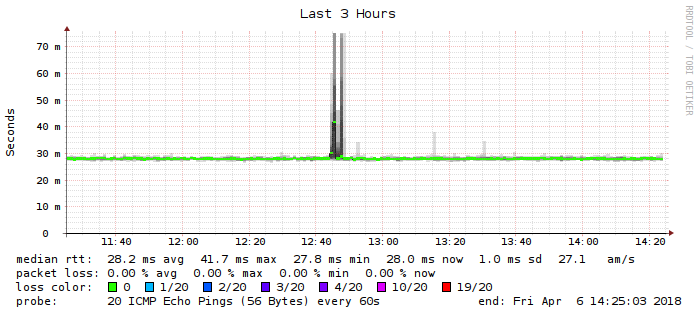 Last 3 Hours
RRDTOOL / TOBI OETIKER
Seconds
70 m
60 m
50 m
40 m
30 m
20 m
10 m
0
11:40 12:00 12:20 12:40 13:00 13:20 13:40 14:00 14:20
median rtt: 28.2 ms avg 41.7 ms max 27.8 ms min 28.0 ms now 1.0 ms sd 27.1 am/s
packet loss: 0.00 % avg 0.00 % max 0.00 % min 0.00 % now
loss color: 0 1/20 2/20 3/20 4/20 10/20 19/20
probe: 20 ICMP Echo Pings (56 Bytes) every 60s end: Fri Apr 6 14:25:03 2018